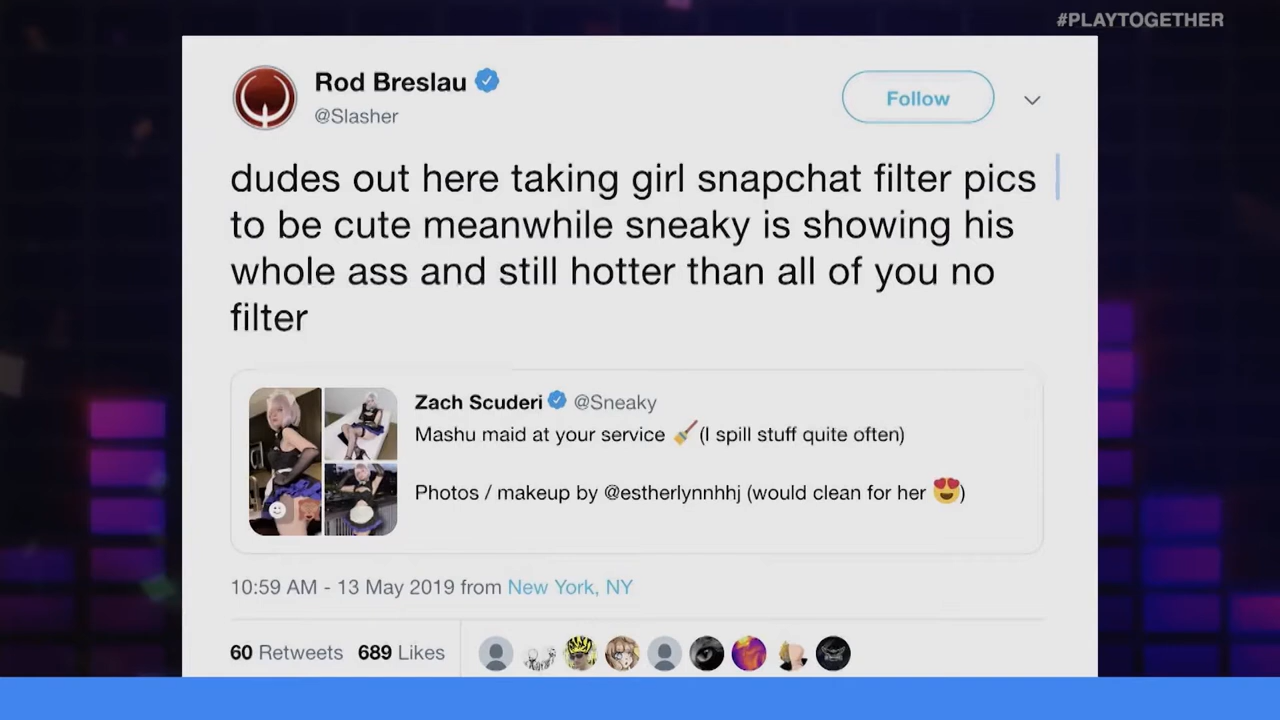 #PLAYTOGETHER
Rod Breslau
@Slasher
Follow
dudes out here taking girl snapchat filter pics
to be cute meanwhile sneaky is showing his
whole ass and still hotter than all of you no
filter
Zach Scuderi @Sneaky
Mashu maid at your service 🧹 (I spill stuff quite often)
Photos / makeup by @estherlynnhhj (would clean for her 😍)
10:59 AM - 13 May 2019 from New York, NY
60 Retweets 689 Likes